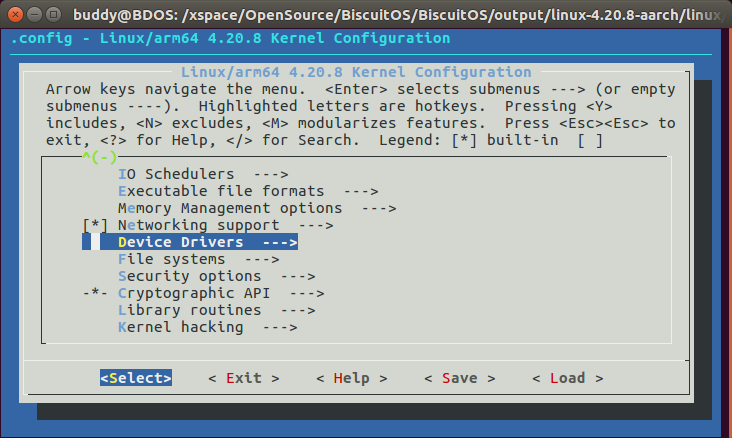 buddy@BDOS: /xspace/OpenSource/BiscuitOS/BiscuitOS/output/linux-4.20.8-aarch/linux/
.config - Linux/arm64 4.20.8 Kernel Configuration
Linux/arm64 4.20.8 Kernel Configuration
Arrow keys navigate the menu.  <Enter> selects submenus ---> (or empty
submenus ----).  Highlighted letters are hotkeys.  Pressing <Y>
includes, <N> excludes, <M> modularizes features.  Press <Esc><Esc> to
exit, <?> for Help, </> for Search.  Legend: [*] built-in  [ ]
^(-)
IO Schedulers  --->
Executable file formats  --->
Memory Management options  --->
[*] Networking support  --->
Device Drivers  --->
File systems  --->
Security options  --->
-*- Cryptographic API  --->
Library routines  --->
Kernel hacking  --->
<Select>    < Exit >    < Help >    < Save >    < Load >